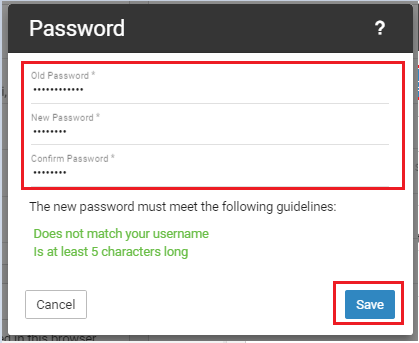 Password ?
Old Password *
••••••••••••
New Password *
••••••••
Confirm Password *
••••••••
The new password must meet the following guidelines:
Does not match your username
Is at least 5 characters long
Cancel Save
ed in this browser